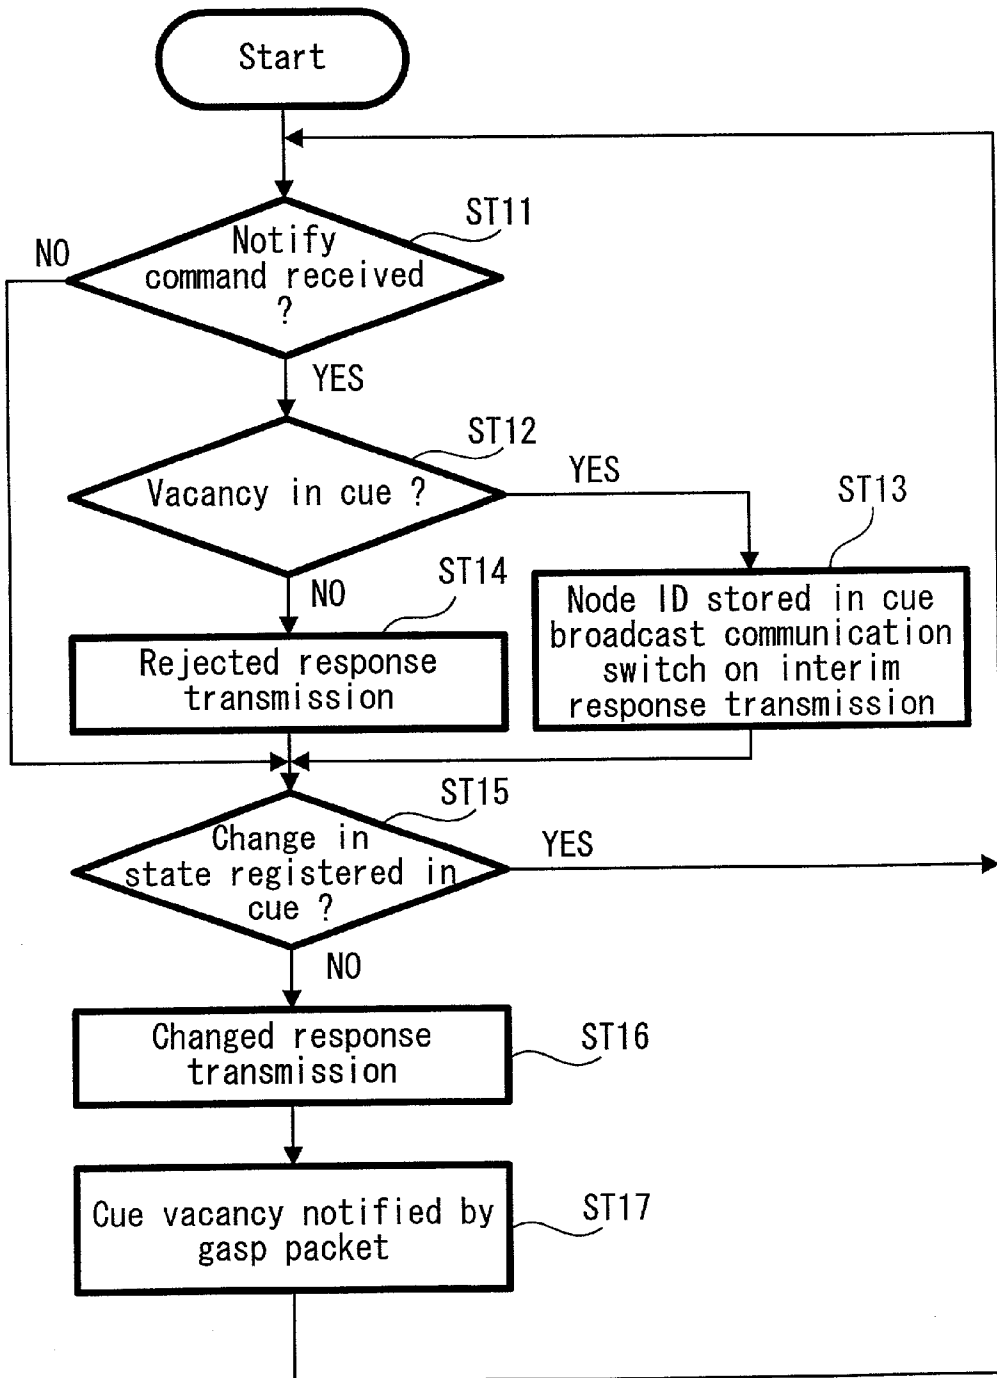 Start
ST11
NO
Notify
command received
?
YES
ST12
Vacancy in cue ?
YES
ST13
NO
ST14
Node ID stored in cue
broadcast communication
switch on interim
response transmission
Rejected response
transmission
ST15
Change in
state registered in
cue ?
YES
NO
Changed response
transmission
ST16
Cue vacancy notified by
gasp packet
ST17